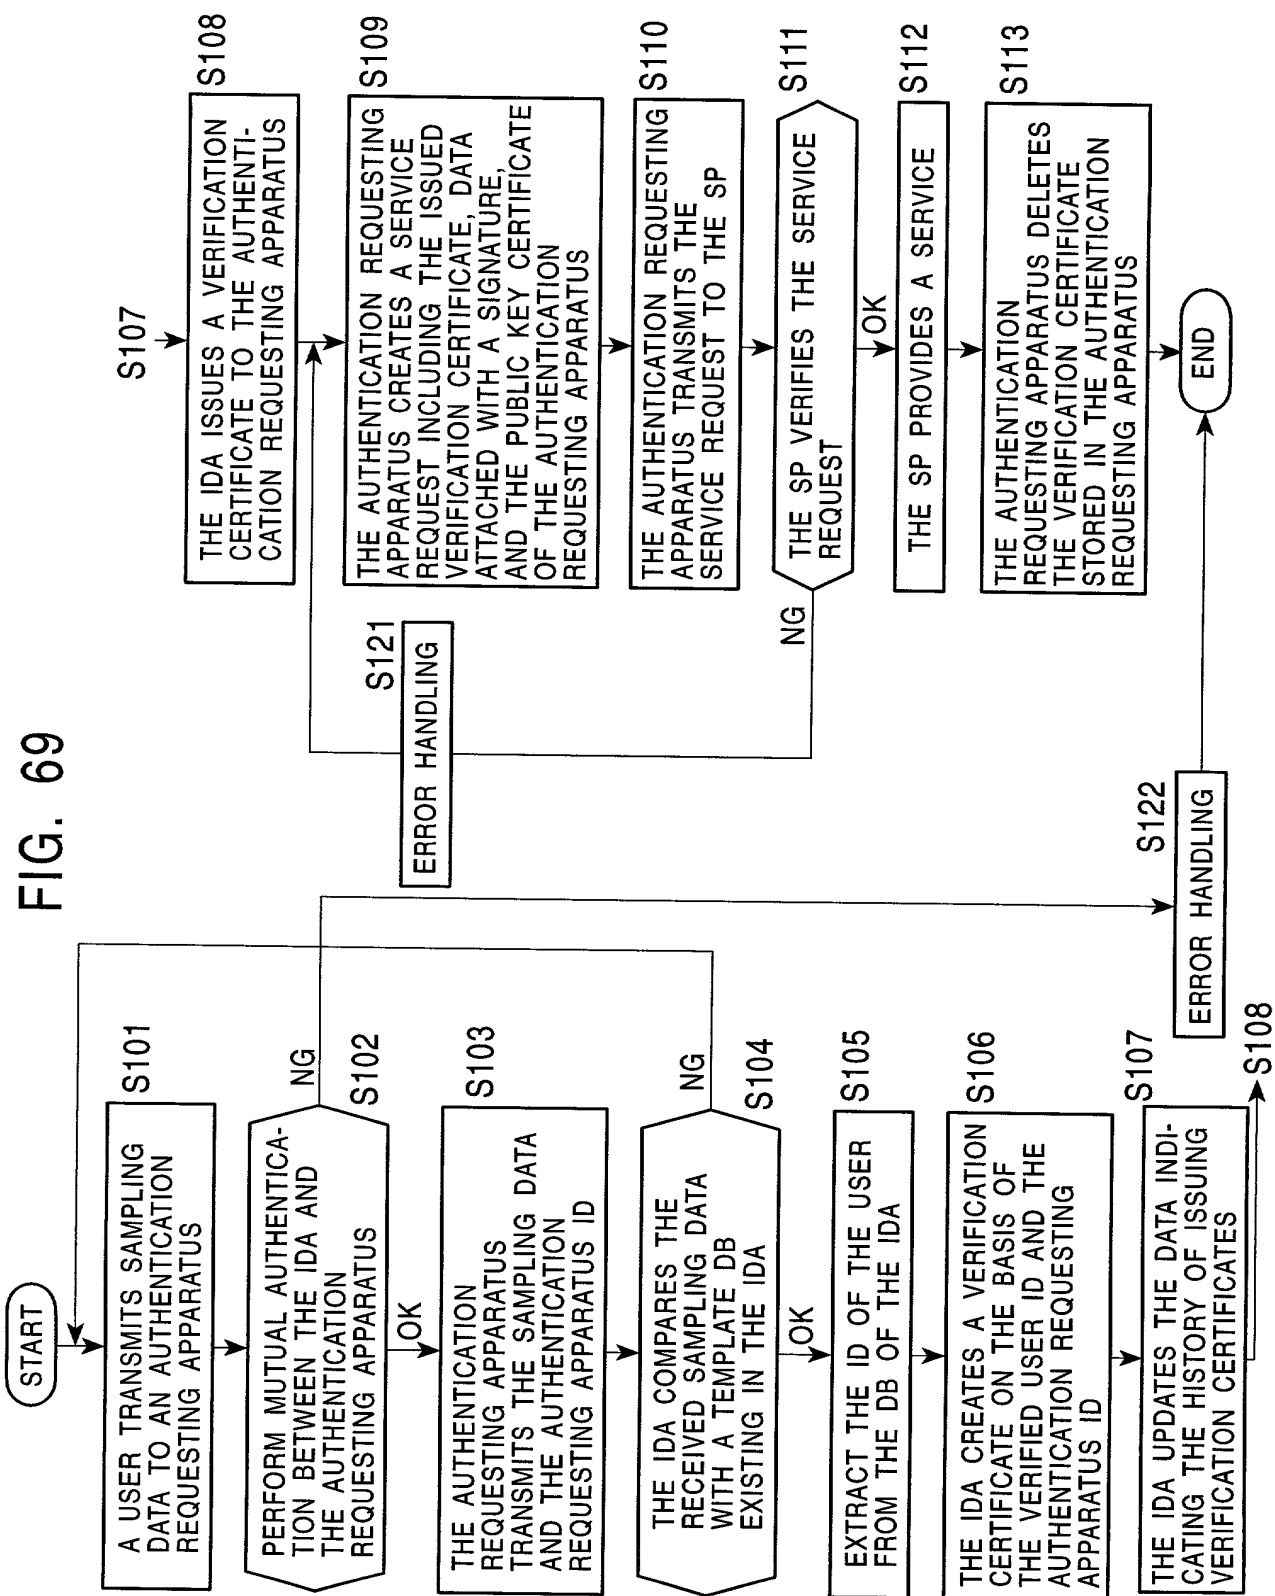 FIG. 69
START
S101
A USER TRANSMITS SAMPLING
DATA TO AN AUTHENTICATION
REQUESTING APPARATUS
S102
PERFORM MUTUAL AUTHENTICA-
TION BETWEEN THE IDA AND
THE AUTHENTICATION
REQUESTING APPARATUS
NG
OK
S103
THE AUTHENTICATION
REQUESTING APPARATUS
TRANSMITS THE SAMPLING DATA
AND THE AUTHENTICATION
REQUESTING APPARATUS ID
S104
THE IDA COMPARES THE
RECEIVED SAMPLING DATA
WITH A TEMPLATE DB
EXISTING IN THE IDA
NG
OK
S105
EXTRACT THE ID OF THE USER
FROM THE DB OF THE IDA
S106
THE IDA CREATES A VERIFICATION
CERTIFICATE ON THE BASIS OF
THE VERIFIED USER ID AND THE
AUTHENTICATION REQUESTING
APPARATUS ID
S107
THE IDA UPDATES THE DATA INDI-
CATING THE HISTORY OF ISSUING
VERIFICATION CERTIFICATES
S108
S107
S108
THE IDA ISSUES A VERIFICATION
CERTIFICATE TO THE AUTHENTI-
CATION REQUESTING APPARATUS
S109
THE AUTHENTICATION REQUESTING
APPARATUS CREATES A SERVICE
REQUEST INCLUDING THE ISSUED
VERIFICATION CERTIFICATE, DATA
ATTACHED WITH A SIGNATURE,
AND THE PUBLIC KEY CERTIFICATE
OF THE AUTHENTICATION
REQUESTING APPARATUS
S121
ERROR HANDLING
S110
THE AUTHENTICATION REQUESTING
APPARATUS TRANSMITS THE
SERVICE REQUEST TO THE SP
S111
THE SP VERIFIES THE SERVICE
REQUEST
NG
OK
S112
THE SP PROVIDES A SERVICE
S113
THE AUTHENTICATION
REQUESTING APPARATUS DELETES
THE VERIFICATION CERTIFICATE
STORED IN THE AUTHENTICATION
REQUESTING APPARATUS
S122
ERROR HANDLING
END